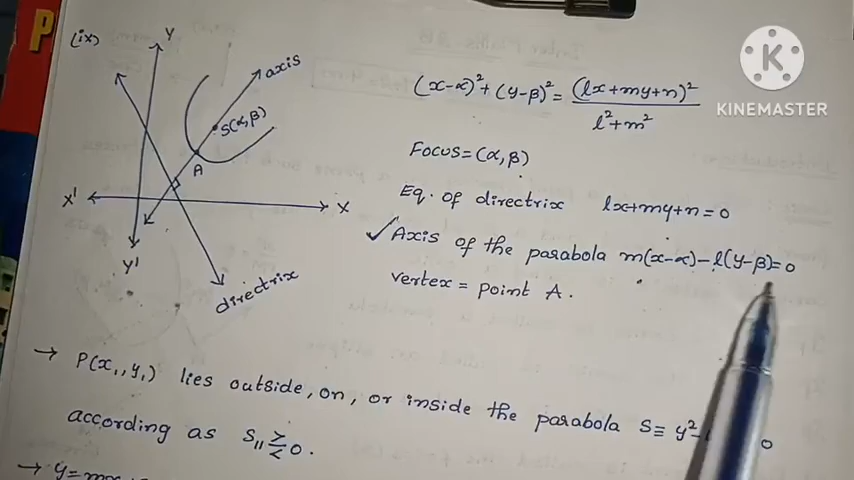 P
(ix)
Y
axis
S(α,β)
A
X'
X
Y'
directrix
(x-α)²+(y-β)²= (lx+my+n)² / l²+m²
Focus=(α,β)
Eq. of directrix lx+my+n=0
✓Axis of the parabola m(x-α)-l(y-β)=0
vertex = point A.
→ P(x₁,y₁) lies outside, on, or inside the parabola S≡ y²- 0
according as S₁₁ ⪌ 0.
→ y=mx
K
KINEMASTER